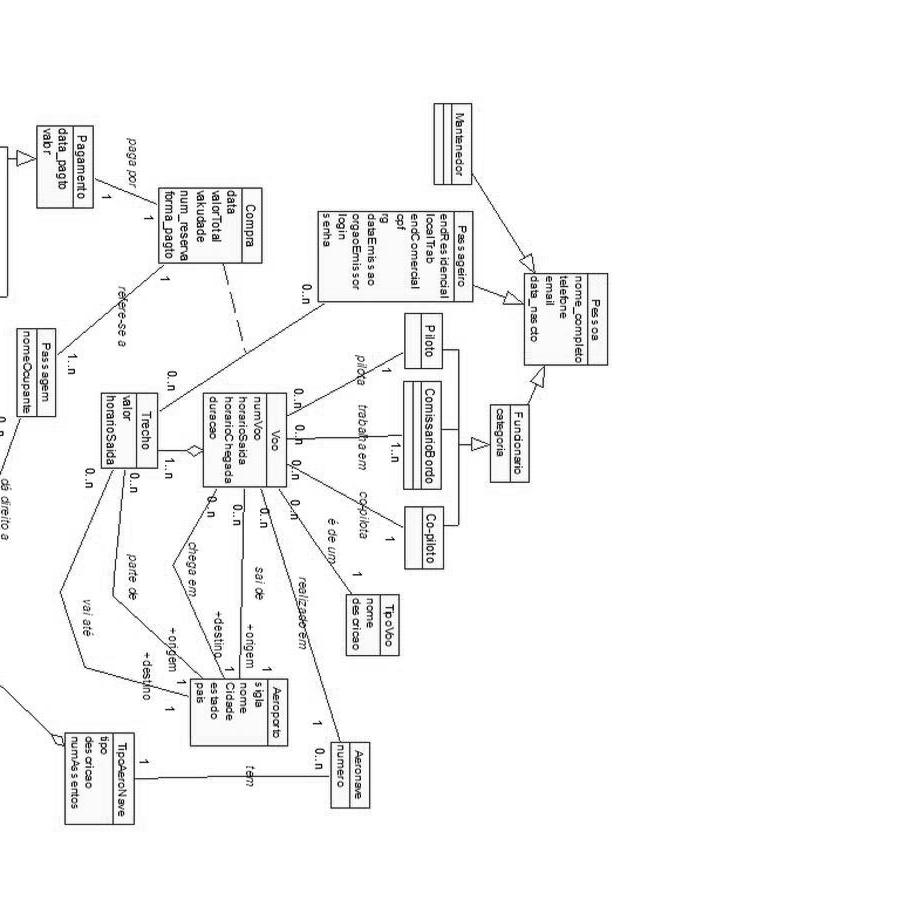 Pessoa
nome_completo
telefone
email
data_nascto
Mantenedor
Passageiro
endResidencial
localTrab
endComercial
cpf
rg
dataEmissao
orgaoEmissor
login
senha
Funcionario
categoria
Piloto
ComissarioBordo
Co-piloto
pilota
1
0..n
trabalha em
1..n
0..n
co-pilota
1
0..n
é de um
1
0..n
TipoVoo
nome
descricao
Compra
data
valorTotal
vakudade
num_reserva
forma_pagto
paga por
1
1
Pagamento
data_pagto
valor
1
refere-se a
1..n
Passagem
nomeOcupante
0..n
0..n
Voo
numVoo
horarioSaida
horarioChegada
duracao
Trecho
valor
horarioSaida
1..n
0..n
0..n
0..n
0..n
0..n
realizado em
1
sai de
+origem
1
chega em
+destino
1
parte de
+origem
1
vai até
+destino
1
Aeroporto
sigla
nome
Cidade
estado
pais
Aeronave
numero
0..n
tem
1
TipoAeroNave
tipo
descricao
numAssentos
dá direito a